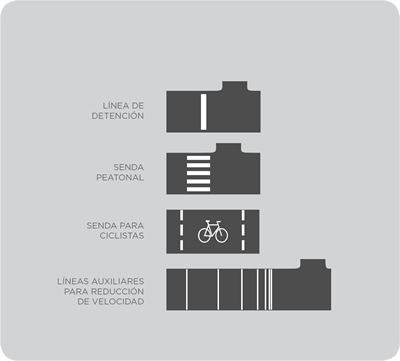 LÍNEA DE
DETENCIÓN
SENDA
PEATONAL
SENDA PARA
CICLISTAS
LÍNEAS AUXILIARES
PARA REDUCCIÓN
DE VELOCIDAD